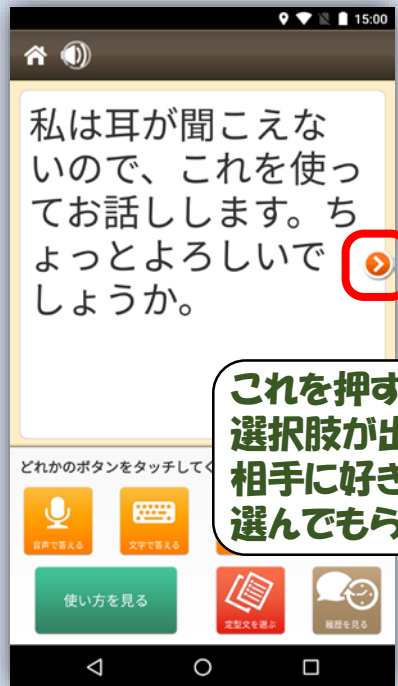 15:00
私は耳が聞こえな
いので、これを使っ
てお話しします。ち
ょっとよろしいで
しょうか。
これを押す
選択肢が出
相手に好き
選んでもら
どれかのボタンをタッチしてく
音声で答える
文字で答える
使い方を見る
定型文を選ぶ
履歴を見る